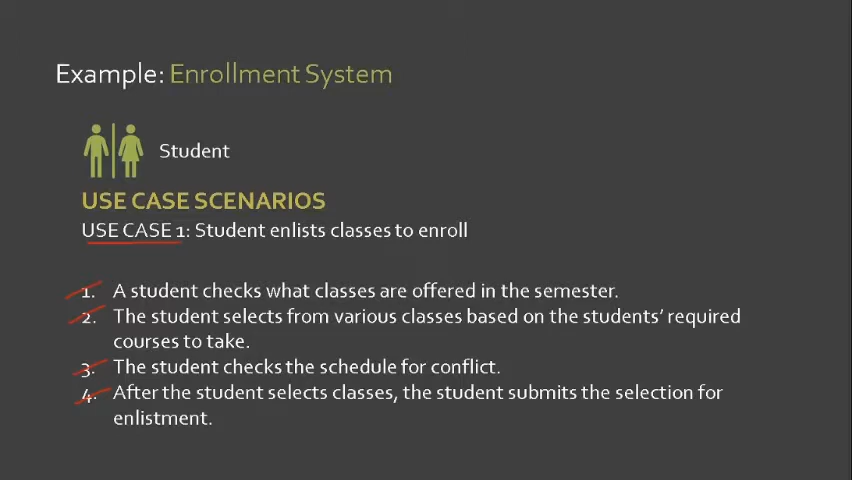 Example: Enrollment System
Student
USE CASE SCENARIOS
USE CASE 1: Student enlists classes to enroll
1. A student checks what classes are offered in the semester.
2. The student selects from various classes based on the students' required
courses to take.
3. The student checks the schedule for conflict.
4. After the student selects classes, the student submits the selection for
enlistment.